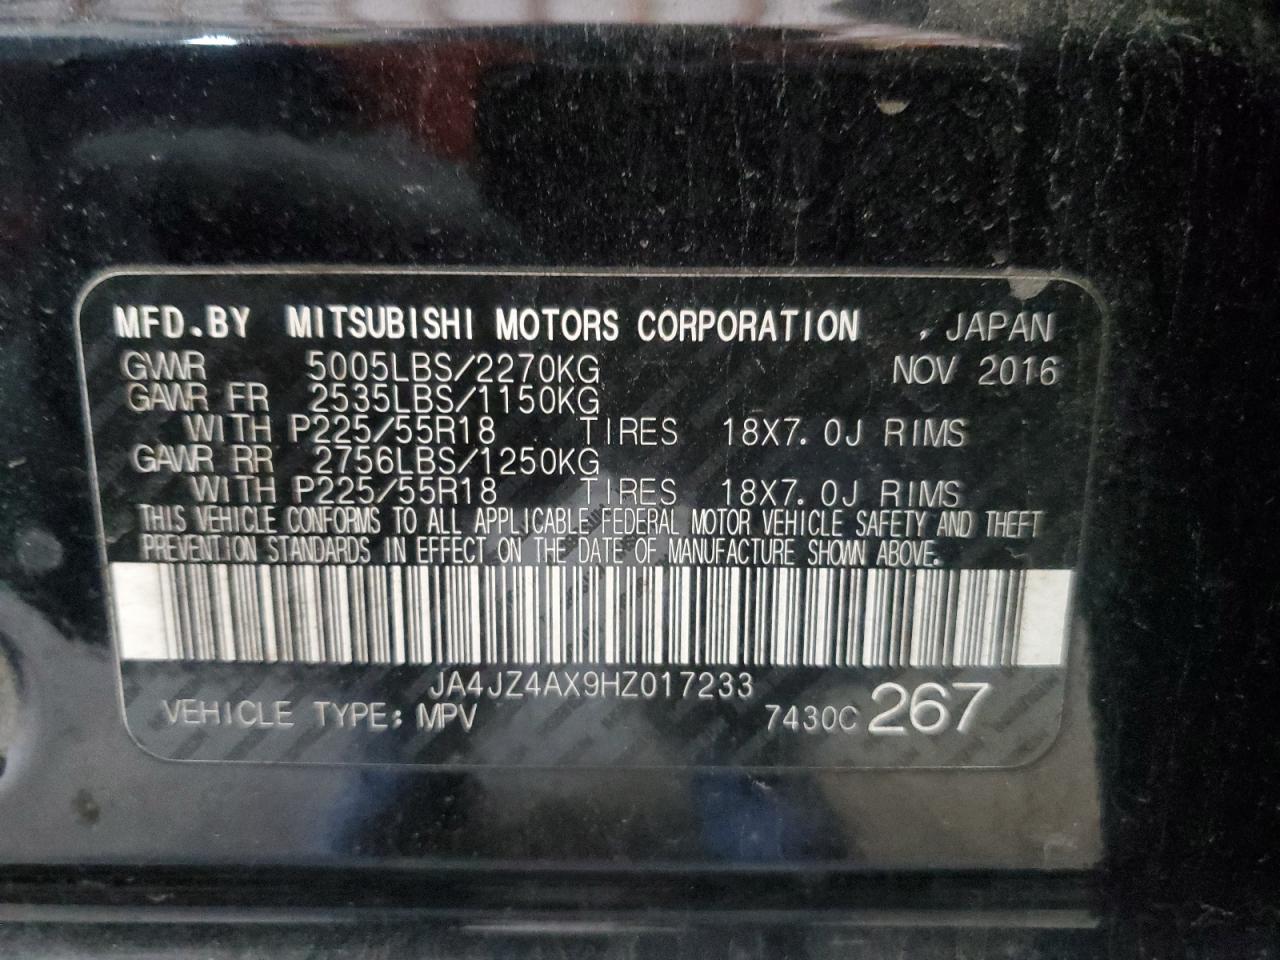 MFD.BY MITSUBISHI MOTORS CORPORATION , JAPAN
GVWR 5005LBS/2270KG NOV 2016
GAWR FR 2535LBS/1150KG
WITH P225/55R18 TIRES 18X7.0J RIMS
GAWR RR 2756LBS/1250KG
WITH P225/55R18 TIRES 18X7.0J RIMS
THIS VEHICLE CONFORMS TO ALL APPLICABLE FEDERAL MOTOR VEHICLE SAFETY AND THEFT
PREVENTION STANDARDS IN EFFECT ON THE DATE OF MANUFACTURE SHOWN ABOVE.
JA4JZ4AX9HZ017233
VEHICLE TYPE: MPV 7430C 267